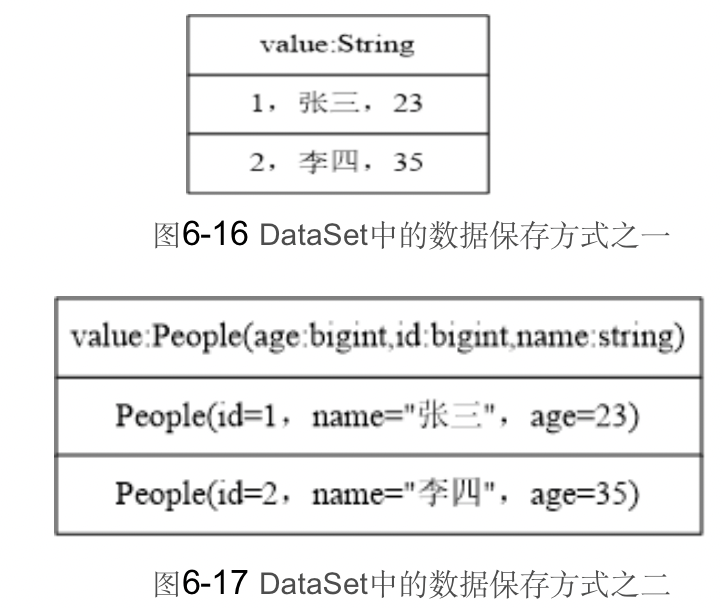 value:String
1，张三，23
2，李四，35
图6-16 DataSet中的数据保存方式之一
value:People(age:bigint,id:bigint,name:string)
People(id=1，name="张三"，age=23)
People(id=2，name="李四"，age=35)
图6-17 DataSet中的数据保存方式之二